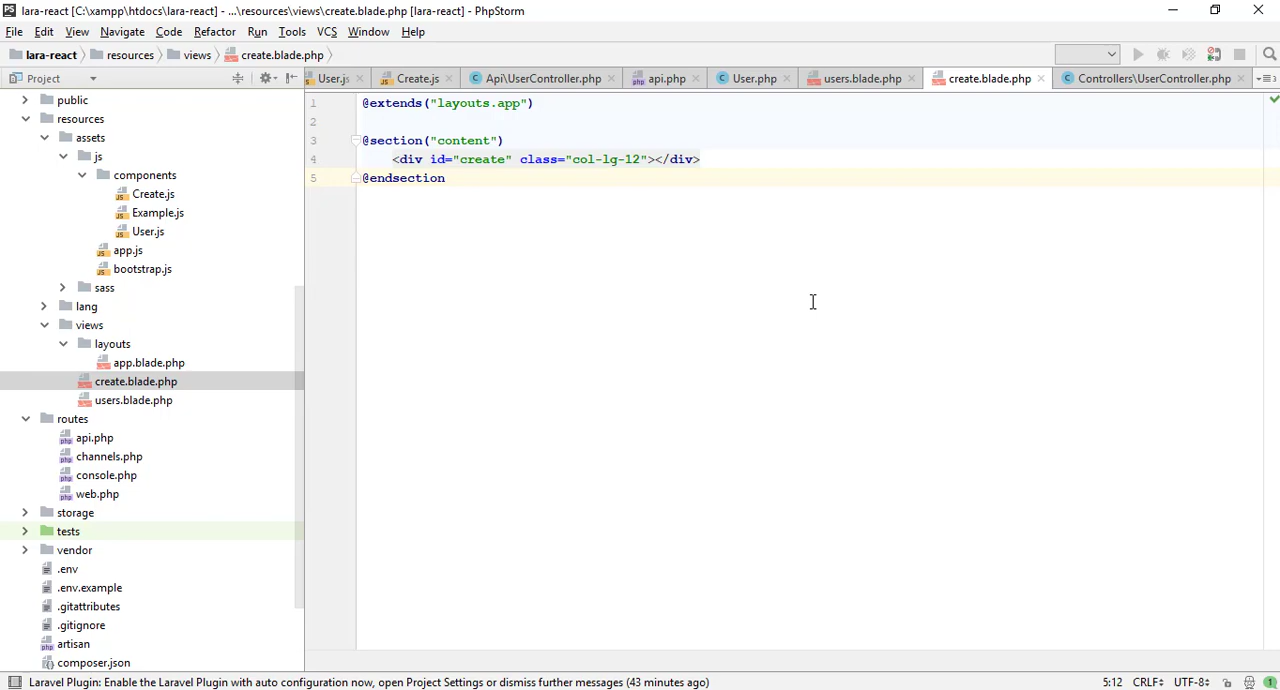 lara-react [C:\xampp\htdocs\lara-react] - ...\resources\views\create.blade.php [lara-react] - PhpStorm
File Edit View Navigate Code Refactor Run Tools VCS Window Help
lara-react resources views create.blade.php
Project
User.js Create.js Api\UserController.php api.php User.php users.blade.php create.blade.php Controllers\UserController.php
public
resources
assets
js
components
Create.js
Example.js
User.js
app.js
bootstrap.js
sass
lang
views
layouts
app.blade.php
create.blade.php
users.blade.php
routes
api.php
channels.php
console.php
web.php
storage
tests
vendor
.env
.env.example
.gitattributes
.gitignore
artisan
composer.json
1 @extends("layouts.app")
2
3 @section("content")
4 <div id="create" class="col-lg-12"></div>
5 @endsection
Laravel Plugin: Enable the Laravel Plugin with auto configuration now, open Project Settings or dismiss further messages (43 minutes ago) 5:12 CRLF UTF-8 1